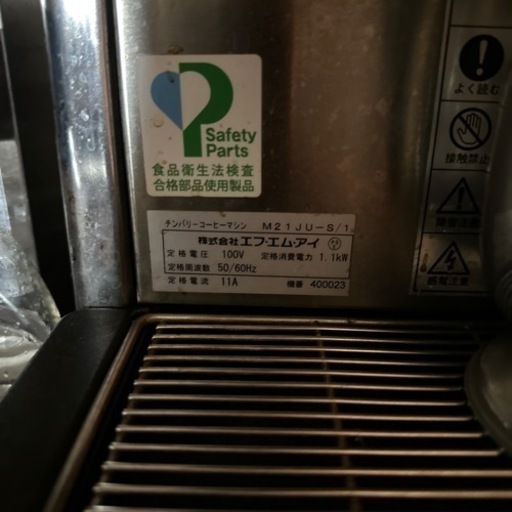 Safety
Parts
食品衛生法検査
合格部品使用製品
チンバリーコーヒーマシン M21JU-S/1
株式会社エフ・エム・アイ
定格電圧 100V 定格消費電力 1.1kW
定格周波数 50/60Hz
定格電流 11A 機番 400023
よく読む
接触禁止
感電注意